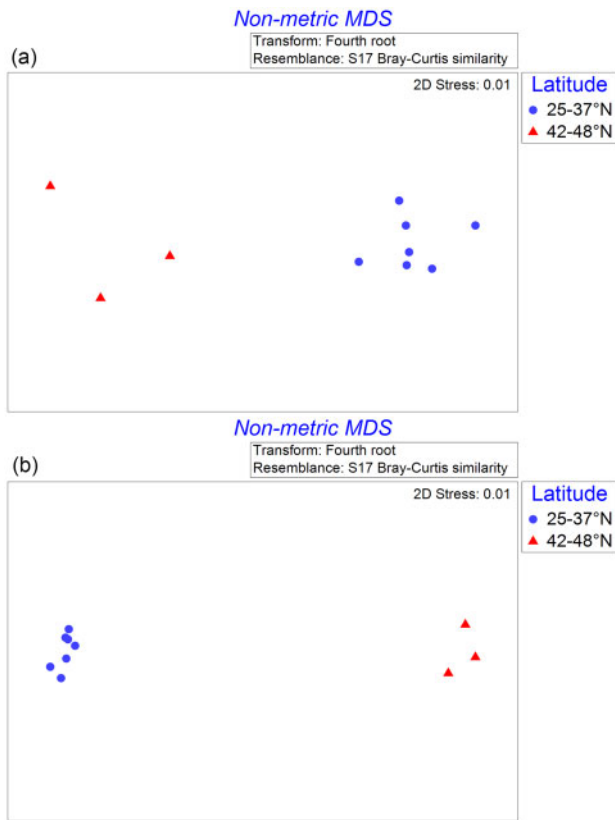 Non-metric MDS
Transform: Fourth root
Resemblance: S17 Bray-Curtis similarity
(a)
2D Stress: 0.01
Latitude
25-37°N
42-48°N
Non-metric MDS
Transform: Fourth root
Resemblance: S17 Bray-Curtis similarity
(b)
2D Stress: 0.01
Latitude
25-37°N
42-48°N